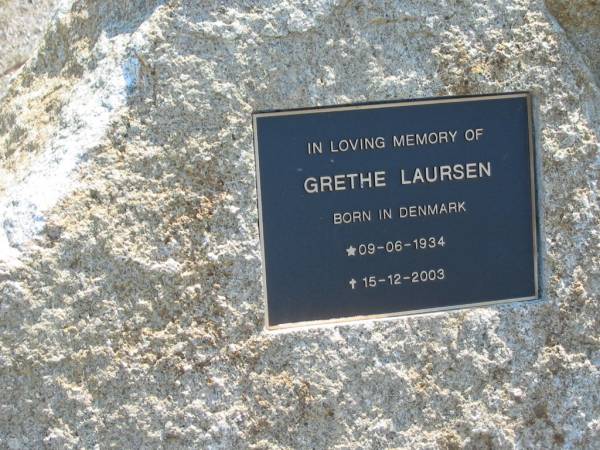 IN LOVING MEMORY OF
GRETHE LAURSEN
BORN IN DENMARK
★09-06-1934
✝15-12-2003